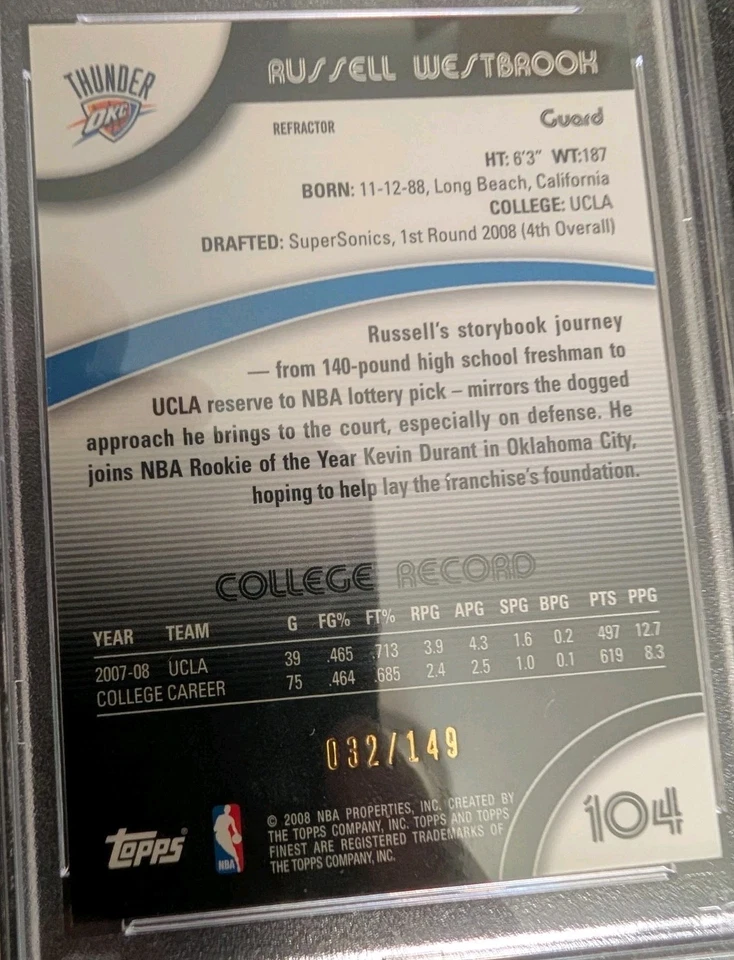 THUNDER
OKC
RUSSELL WESTBROOK
REFRACTOR
Guard
HT: 6'3" WT:187
BORN: 11-12-88, Long Beach, California
COLLEGE: UCLA
DRAFTED: SuperSonics, 1st Round 2008 (4th Overall)
Russell's storybook journey
— from 140-pound high school freshman to
UCLA reserve to NBA lottery pick – mirrors the dogged
approach he brings to the court, especially on defense. He
joins NBA Rookie of the Year Kevin Durant in Oklahoma City,
hoping to help lay the franchise's foundation.
COLLEGE RECORD
YEAR TEAM G FG% FT% RPG APG SPG BPG PTS PPG
2007-08 UCLA 39 .465 .713 3.9 4.3 1.6 0.2 497 12.7
COLLEGE CAREER 75 .464 .685 2.4 2.5 1.0 0.1 619 8.3
032/149
104
topps®
NBA
© 2008 NBA PROPERTIES, INC. CREATED BY
THE TOPPS COMPANY, INC. TOPPS AND TOPPS
FINEST ARE REGISTERED TRADEMARKS OF
THE TOPPS COMPANY, INC.